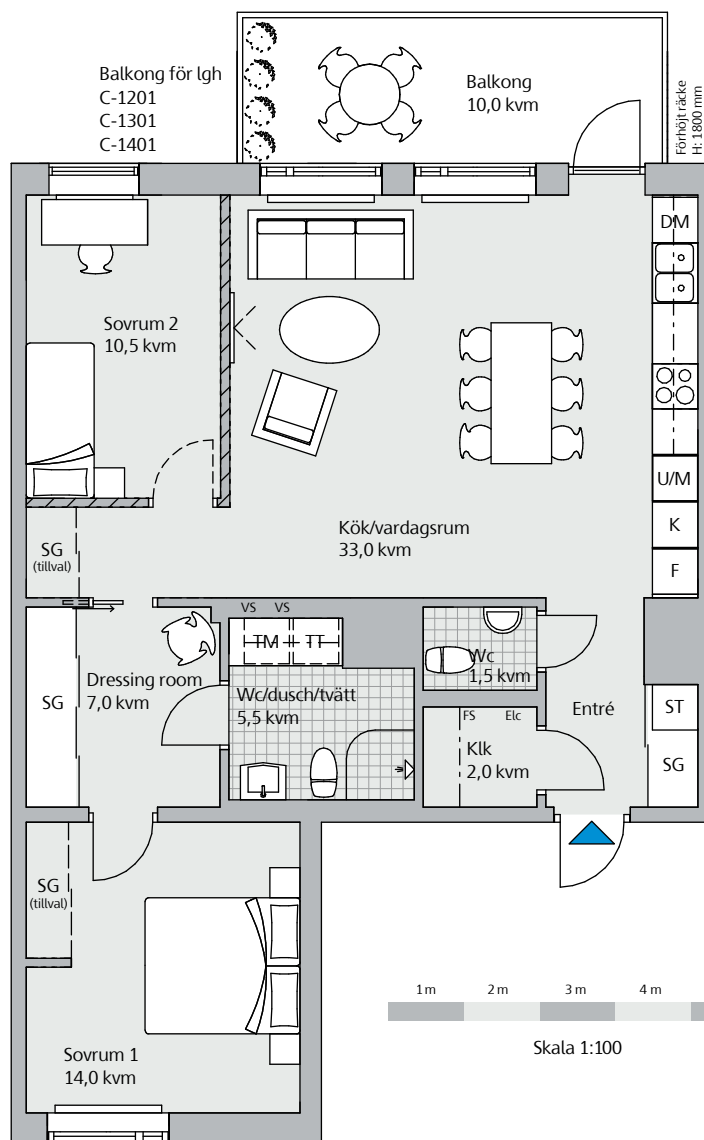 Balkong för lgh
C-1201
C-1301
C-1401
Balkong
10,0 kvm
Förhöjt räcke
H: 1800 mm
DM
Sovrum 2
10,5 kvm
U/M
K
F
Kök/vardagsrum
33,0 kvm
SG
(tillval)
VS VS
TM TT
Wc
1,5 kvm
Dressing room
7,0 kvm
SG
Wc/dusch/tvätt
5,5 kvm
Entré
ST
SG
FS Elc
Klk
2,0 kvm
SG
(tillval)
1 m 2 m 3 m 4 m
Skala 1:100
Sovrum 1
14,0 kvm